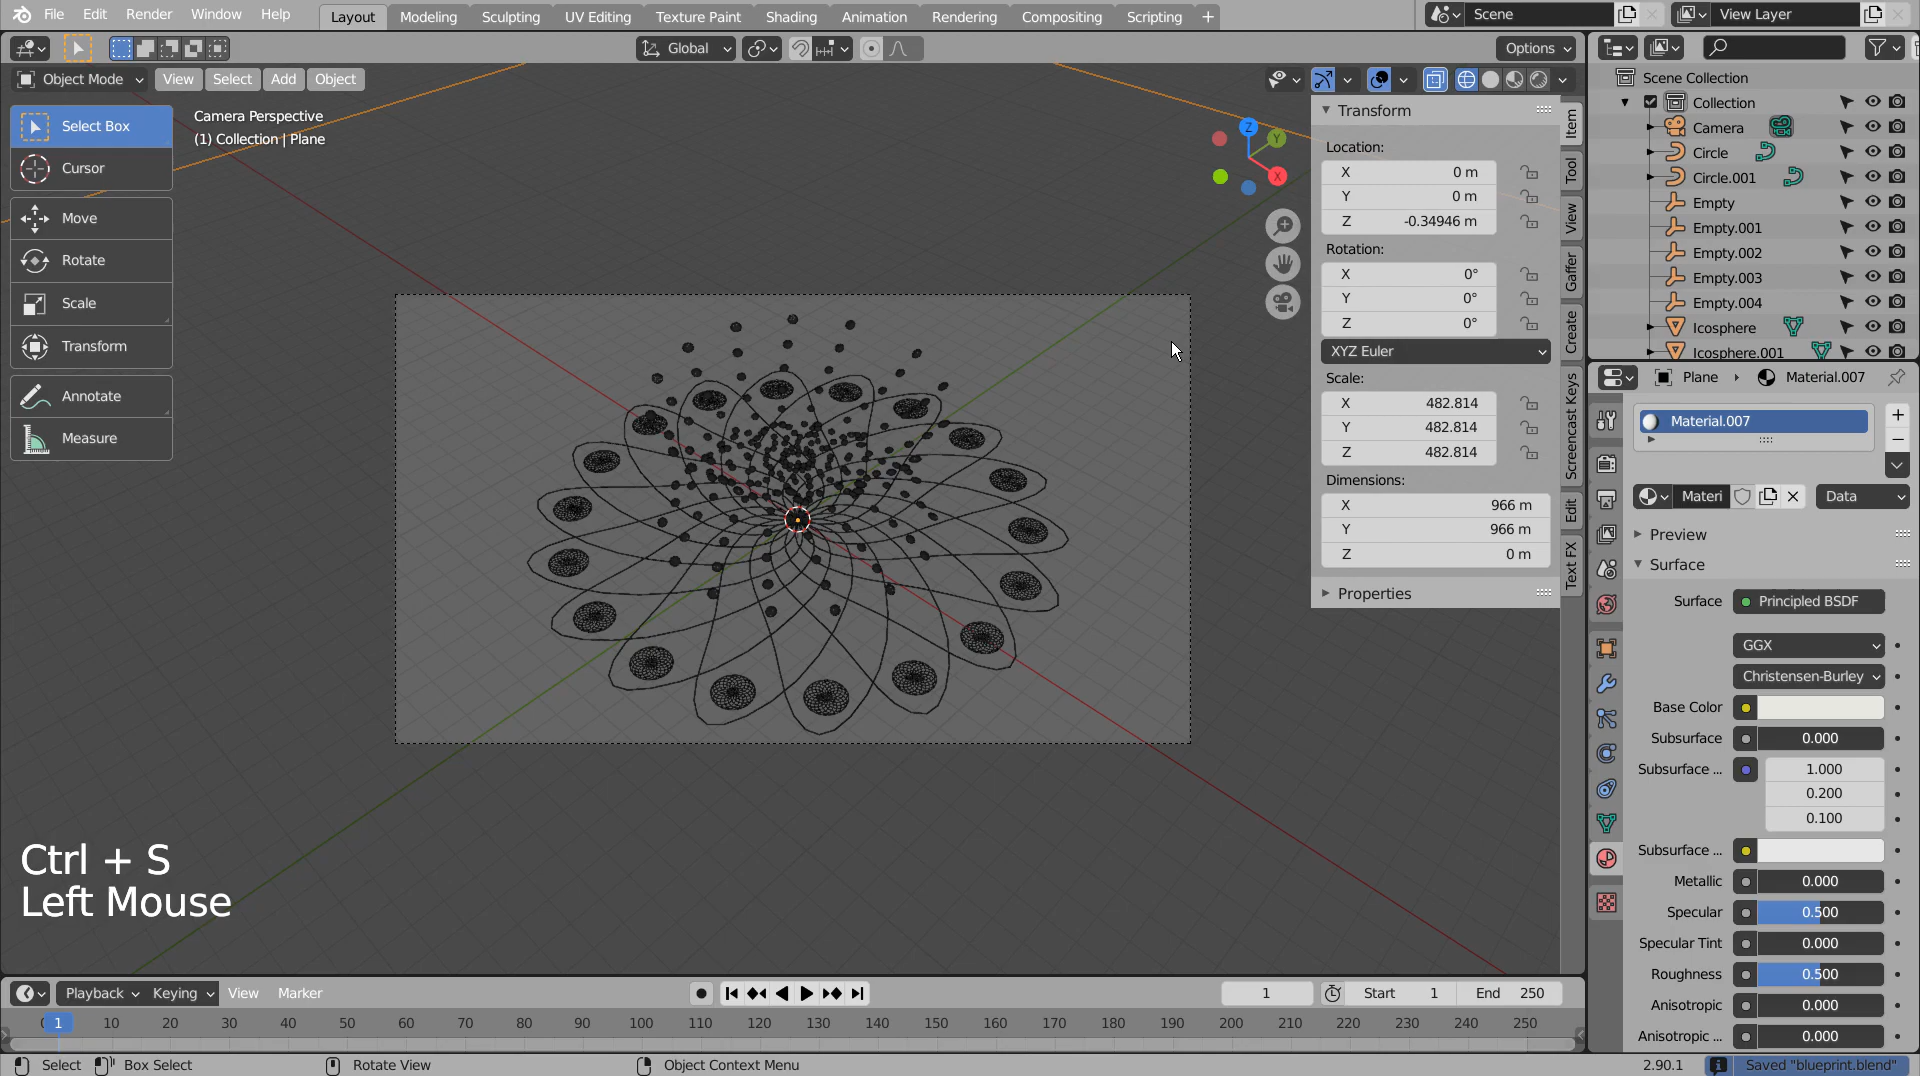 File Edit Render Window Help Layout Modeling Sculpting UV Editing Texture Paint Shading Animation Rendering Compositing Scripting + Scene View Layer
Global Options
Object Mode View Select Add Object
Select Box
Cursor
Move
Rotate
Scale
Transform
Annotate
Measure
Camera Perspective
(1) Collection | Plane
Z
Y
X
Transform
Location:
X 0 m
Y 0 m
Z -0.34946 m
Rotation:
X 0°
Y 0°
Z 0°
XYZ Euler
Scale:
X 482.814
Y 482.814
Z 482.814
Dimensions:
X 966 m
Y 966 m
Z 0 m
Properties
Item
Tool
View
Gaffer
Create
Screencast Keys
Edit
Text FX
Scene Collection
Collection
Camera
Circle
Circle.001
Empty
Empty.001
Empty.002
Empty.003
Empty.004
Icosphere
Icosphere.001
Plane Material.007
Material.007
Materi Data
Preview
Surface
Surface Principled BSDF
GGX
Christensen-Burley
Base Color
Subsurface 0.000
Subsurface ... 1.000
0.200
0.100
Subsurface ...
Metallic 0.000
Specular 0.500
Specular Tint 0.000
Roughness 0.500
Anisotropic 0.000
Anisotropic ... 0.000
Ctrl + S
Left Mouse
Playback Keying View Marker 1 Start 1 End 250
1 10 20 30 40 50 60 70 80 90 100 110 120 130 140 150 160 170 180 190 200 210 220 230 240 250
Select Box Select Rotate View Object Context Menu 2.90.1 Saved "blueprint.blend"